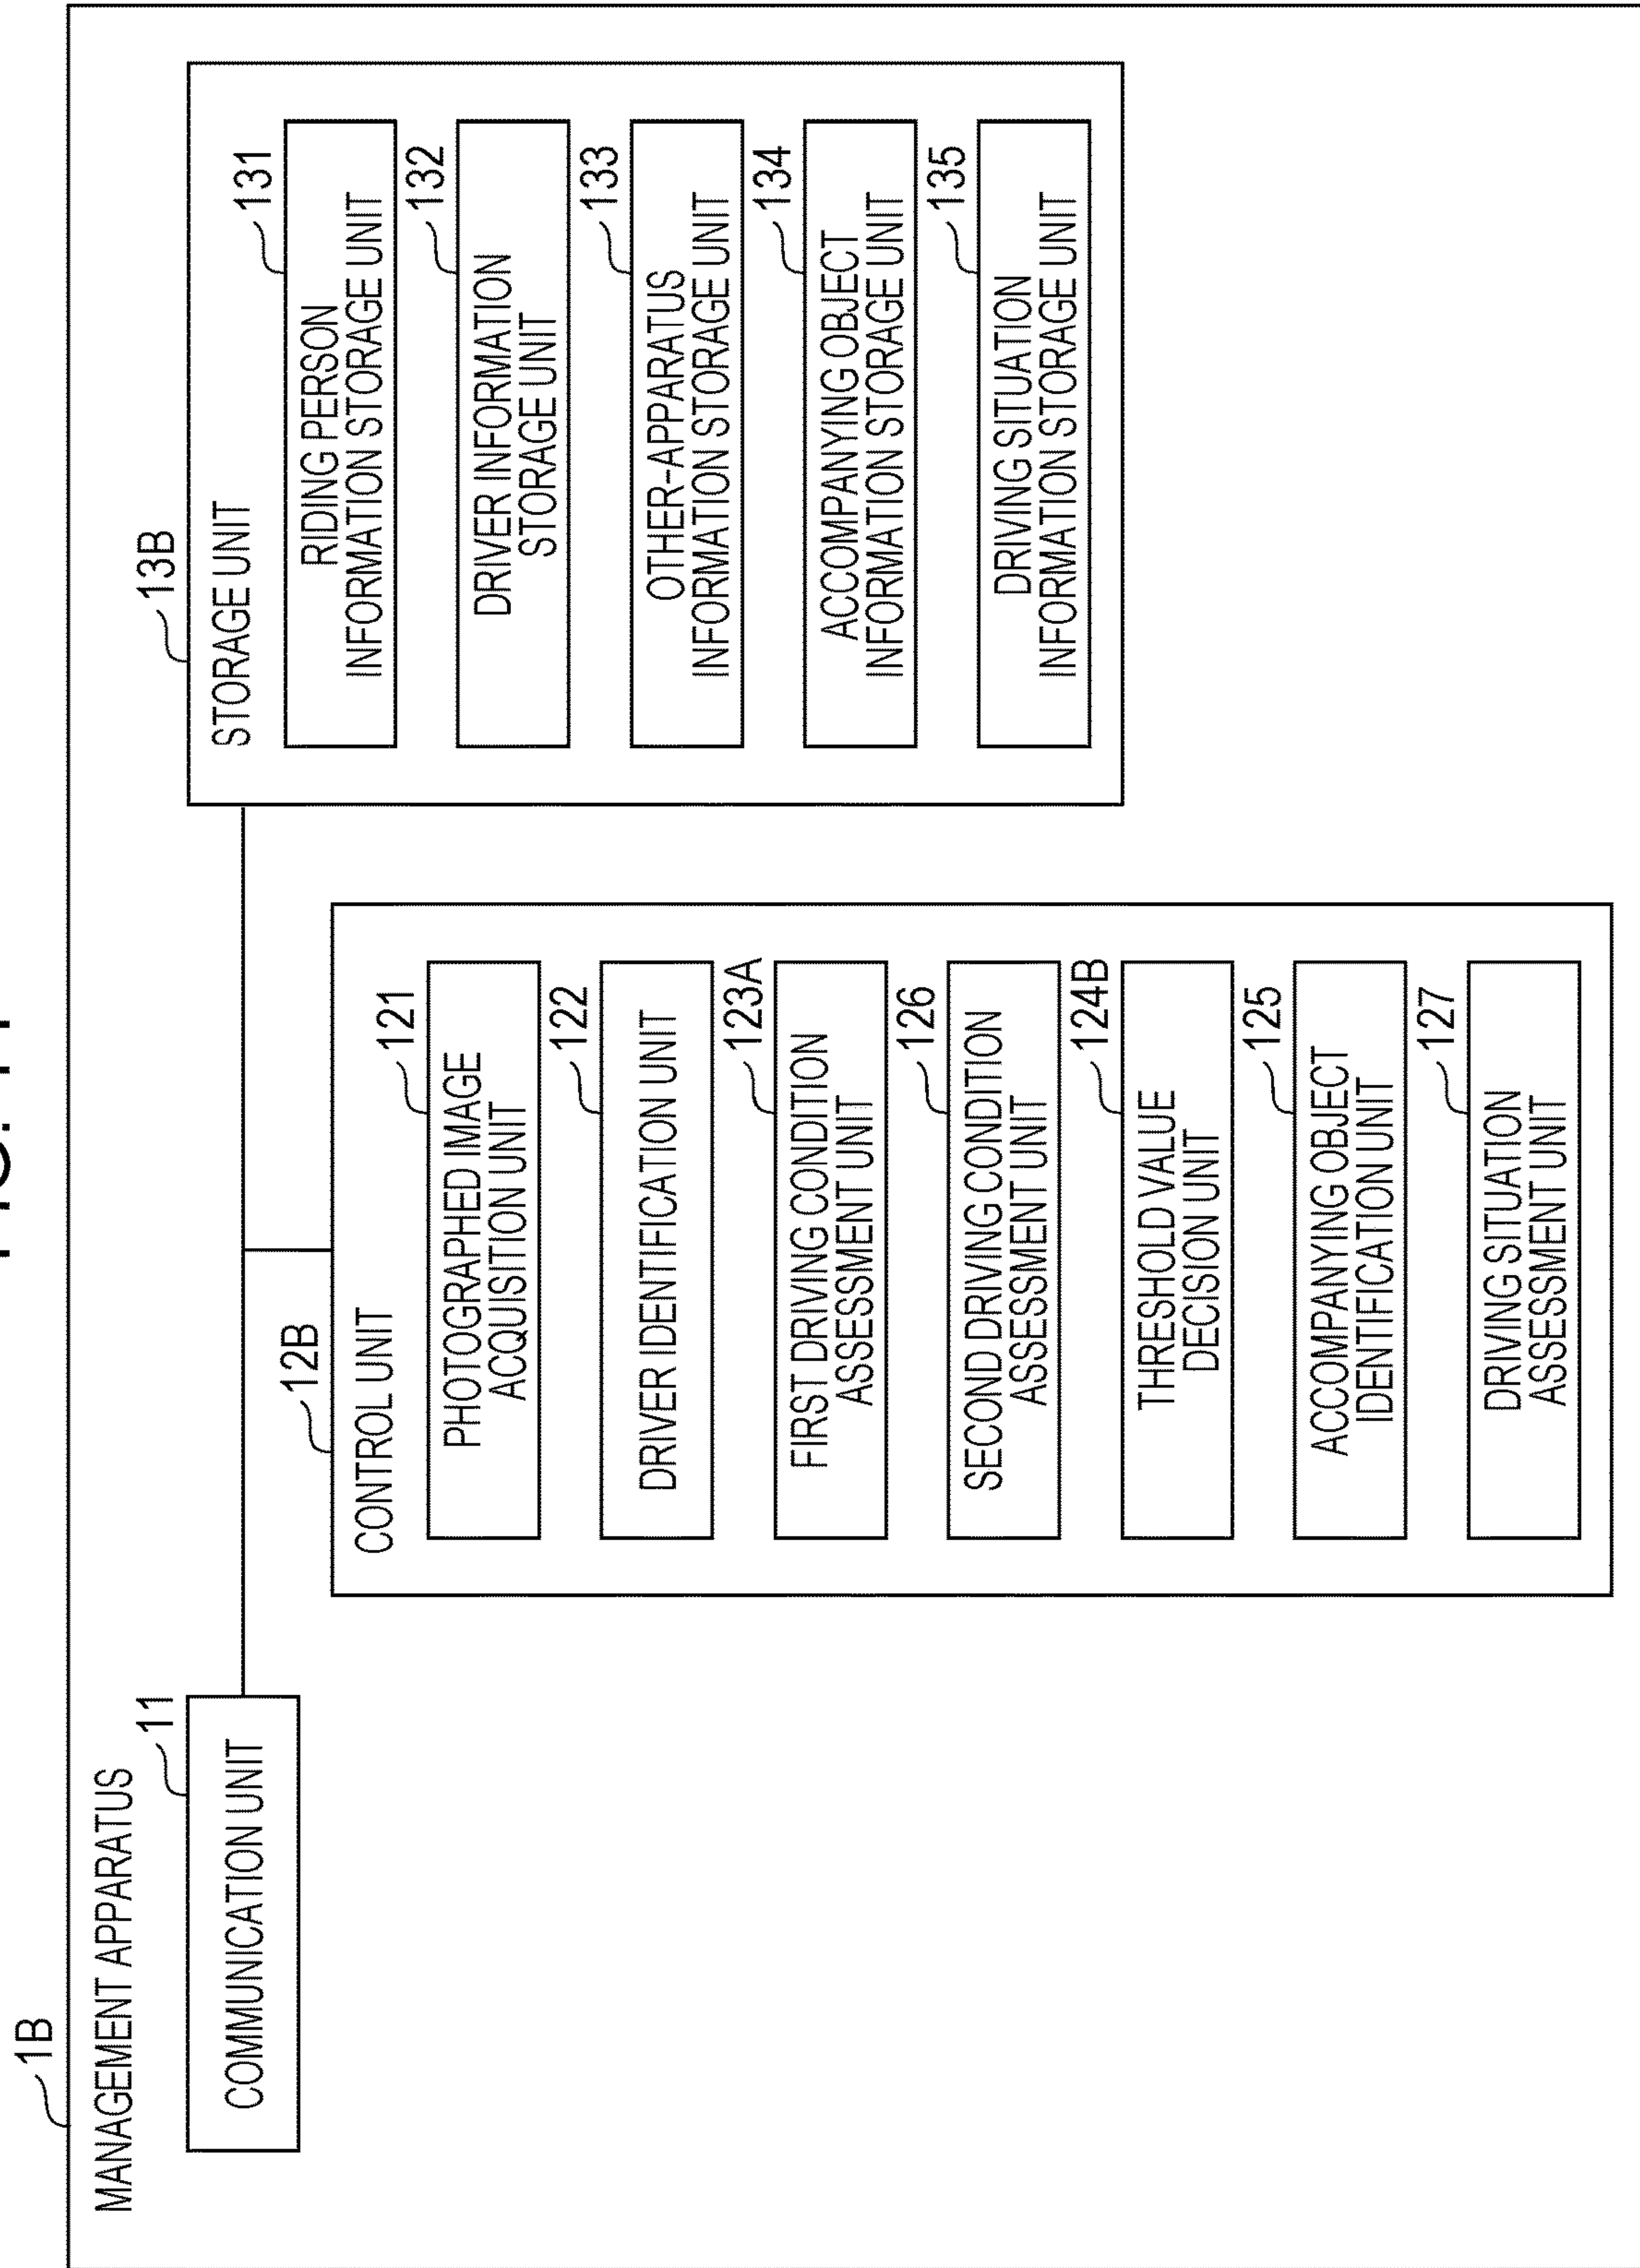 1B
MANAGEMENT APPARATUS
11
COMMUNICATION UNIT
12B
CONTROL UNIT
121
PHOTOGRAPHED IMAGE
ACQUISITION UNIT
122
DRIVER IDENTIFICATION UNIT
123A
FIRST DRIVING CONDITION
ASSESSMENT UNIT
126
SECOND DRIVING CONDITION
ASSESSMENT UNIT
124B
THRESHOLD VALUE
DECISION UNIT
125
ACCOMPANYING OBJECT
IDENTIFICATION UNIT
127
DRIVING SITUATION
ASSESSMENT UNIT
13B
STORAGE UNIT
131
RIDING PERSON
INFORMATION STORAGE UNIT
132
DRIVER INFORMATION
STORAGE UNIT
133
OTHER-APPARATUS
INFORMATION STORAGE UNIT
134
ACCOMPANYING OBJECT
INFORMATION STORAGE UNIT
135
DRIVING SITUATION
INFORMATION STORAGE UNIT